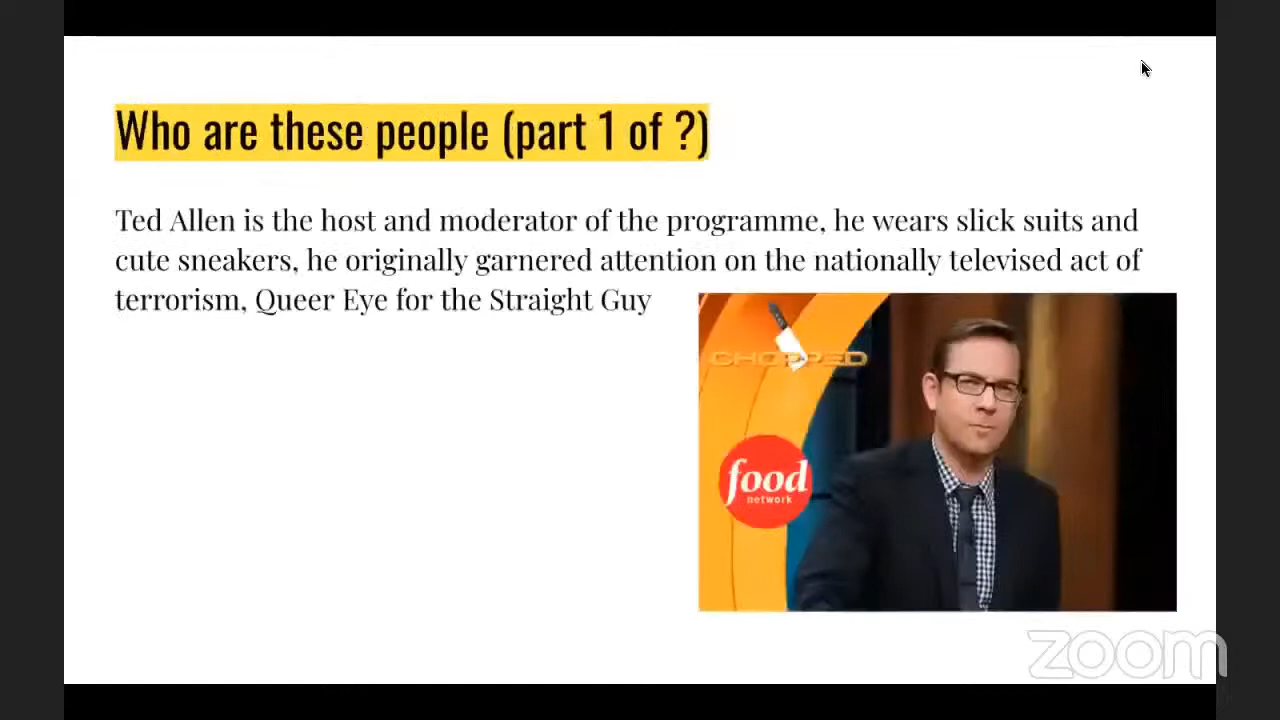 Who are these people (part 1 of ?)
Ted Allen is the host and moderator of the programme, he wears slick suits and
cute sneakers, he originally garnered attention on the nationally televised act of
terrorism, Queer Eye for the Straight Guy
CHOPPED
food
network
zoom